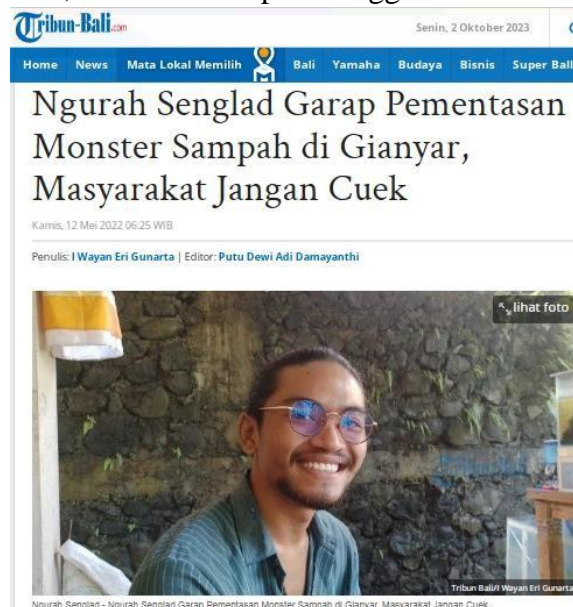 Tribun-Bali.com
Senin, 2 Oktober 2023
Home News Mata Lokal Memilih Bali Yamaha Budaya Bisnis Super Ball
Ngurah Senglad Garap Pementasan
Monster Sampah di Gianyar,
Masyarakat Jangan Cuek
Kamis, 12 Mei 2022 06:25 WIB
Penulis: I Wayan Eri Gunarta | Editor: Putu Dewi Adi Damayanthi
lihat foto
Tribun Bali/I Wayan Eri Gunarta
Ngurah Senglad - Ngurah Senglad Garap Pementasan Monster Sampah di Gianyar, Masyarakat Jangan Cuek